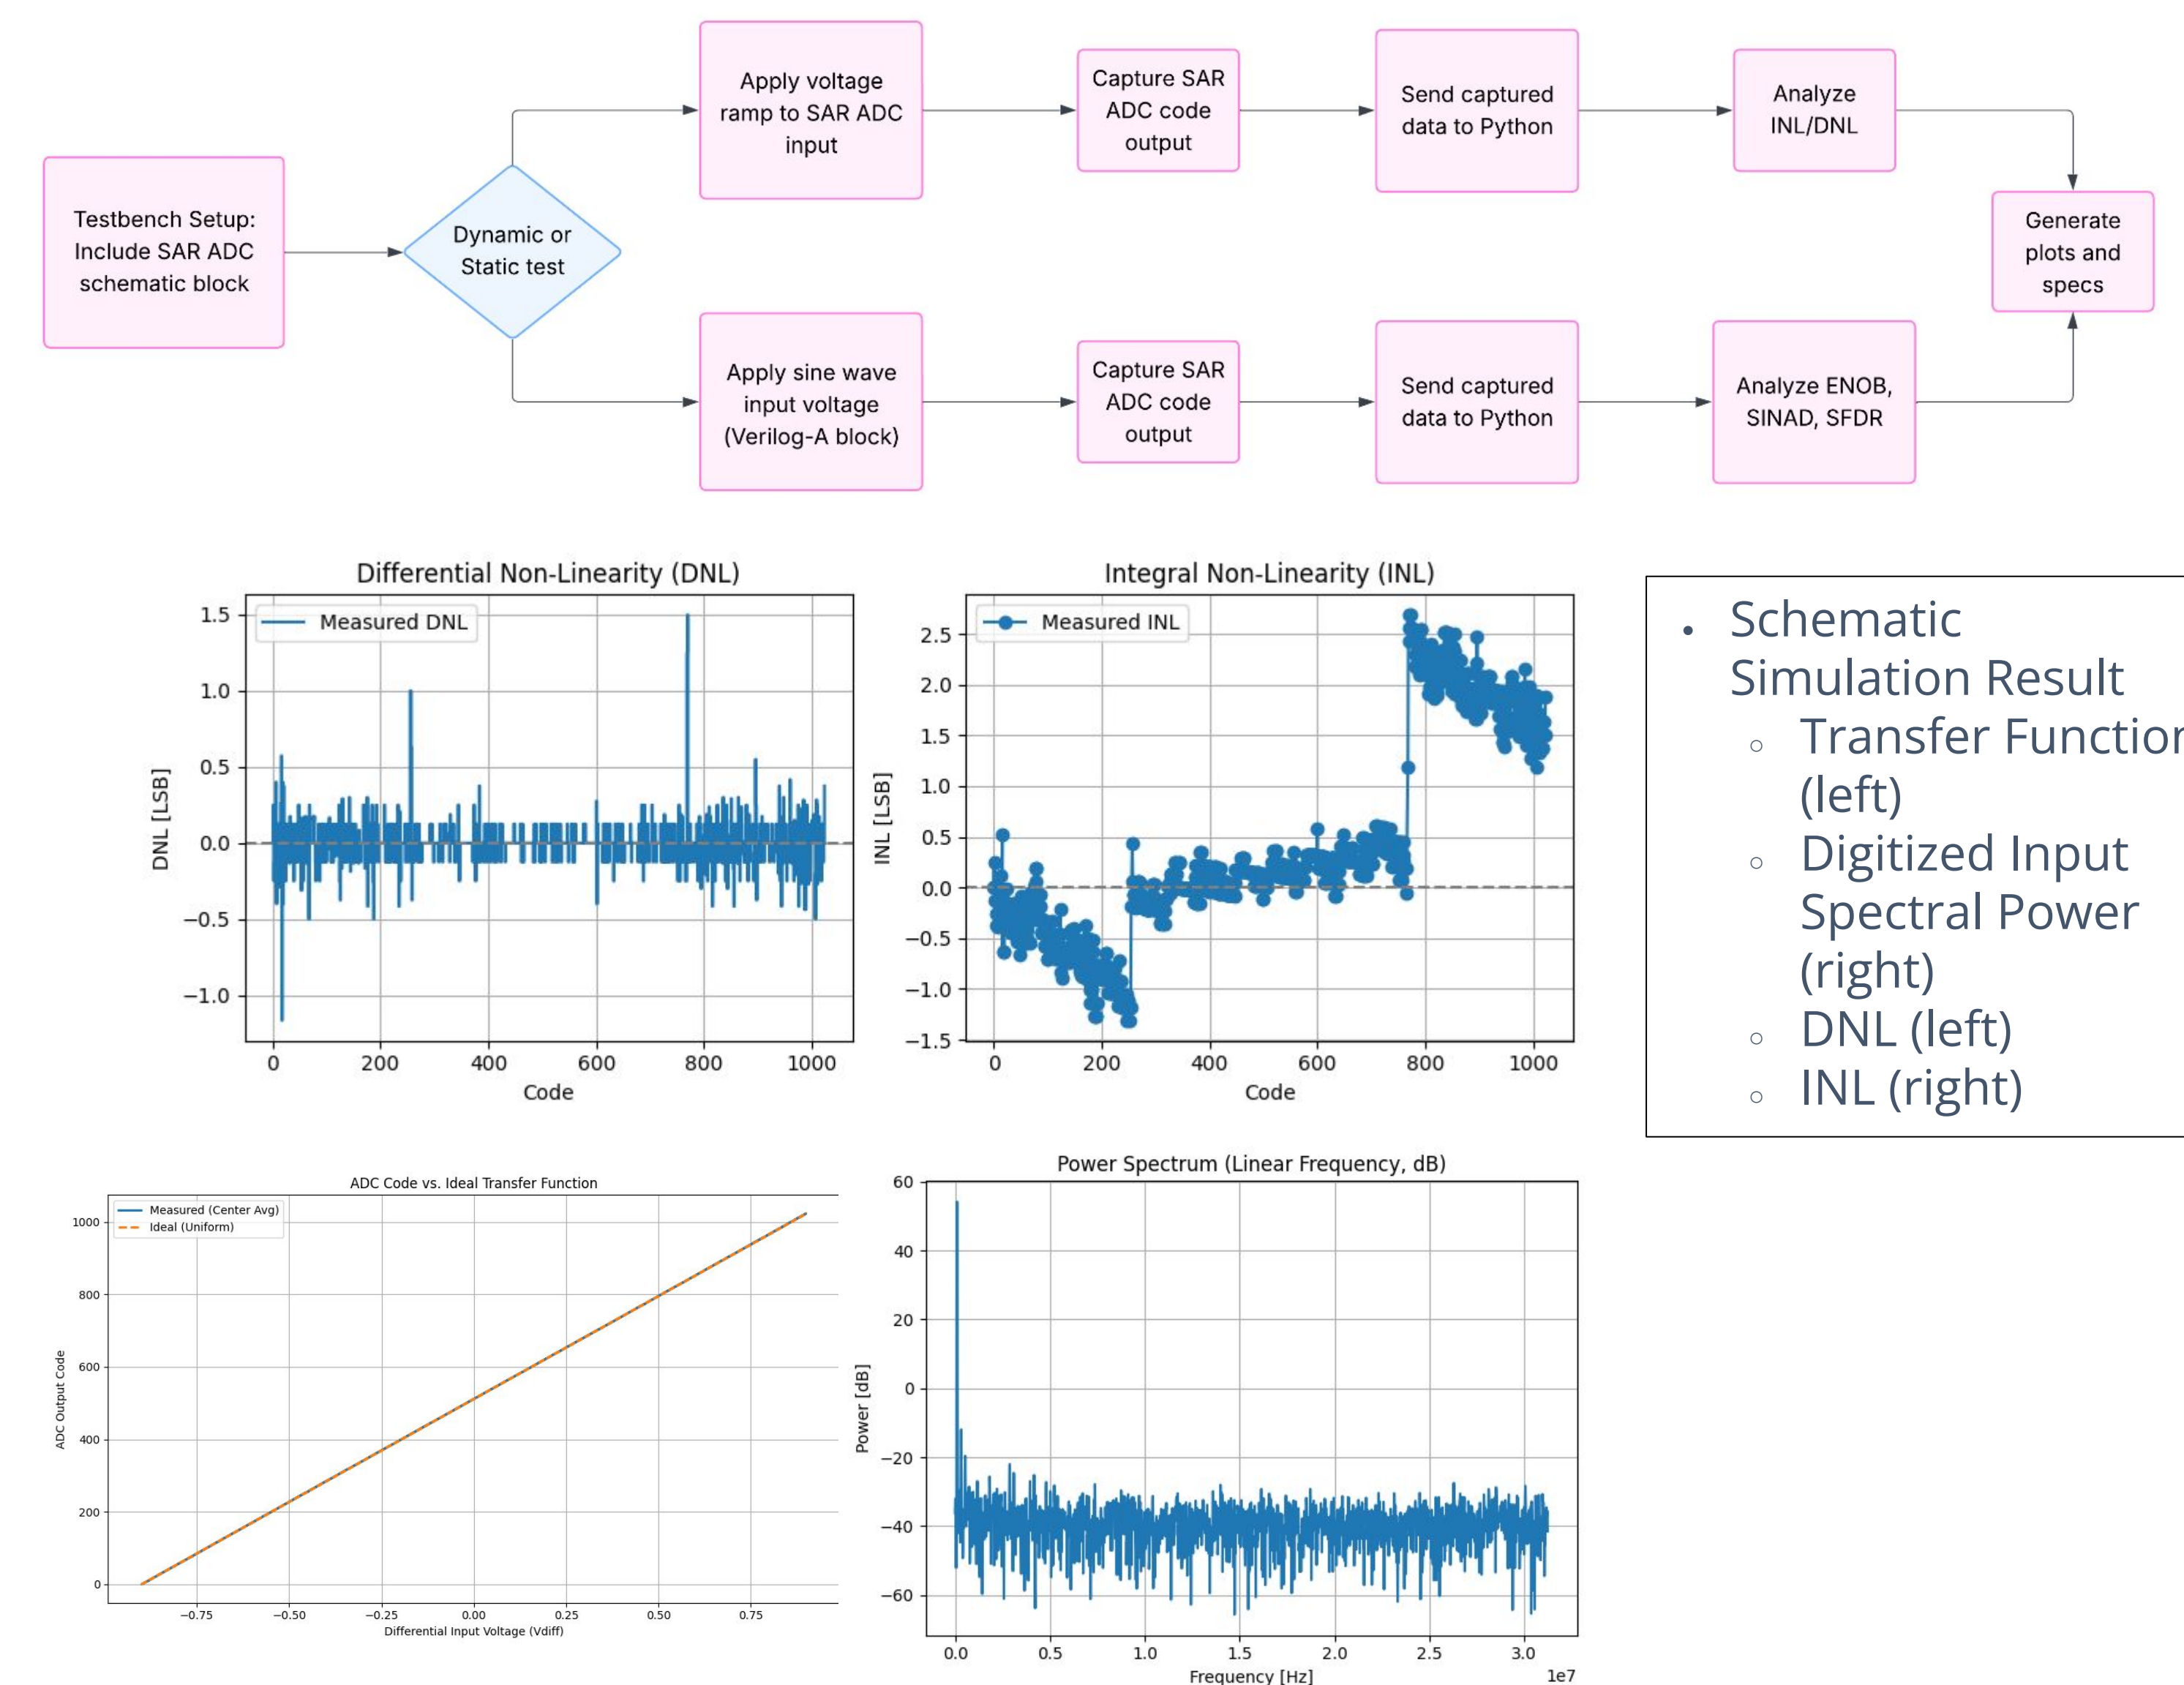 Testbench Setup:
Include SAR ADC
schematic block
Dynamic or
Static test
Apply voltage
ramp to SAR ADC
input
Capture SAR
ADC code
output
Send captured
data to Python
Analyze
INL/DNL
Apply sine wave
input voltage
(Verilog-A block)
Capture SAR
ADC code
output
Send captured
data to Python
Analyze ENOB,
SINAD, SFDR
Generate
plots and
specs
Differential Non-Linearity (DNL)
Measured DNL
DNL [LSB]
1.5
1.0
0.5
0.0
−0.5
−1.0
0 200 400 600 800 1000
Code
Integral Non-Linearity (INL)
Measured INL
INL [LSB]
2.5
2.0
1.5
1.0
0.5
0.0
−0.5
−1.0
−1.5
0 200 400 600 800 1000
Code
• Schematic
Simulation Result
○ Transfer Function
(left)
○ Digitized Input
Spectral Power
(right)
○ DNL (left)
○ INL (right)
ADC Code vs. Ideal Transfer Function
Measured (Center Avg)
Ideal (Uniform)
ADC Output Code
1000
800
600
400
200
0
−0.75 −0.50 −0.25 0.00 0.25 0.50 0.75
Differential Input Voltage (Vdiff)
Power Spectrum (Linear Frequency, dB)
Power [dB]
60
40
20
0
−20
−40
−60
0.0 0.5 1.0 1.5 2.0 2.5 3.0
1e7
Frequency [Hz]